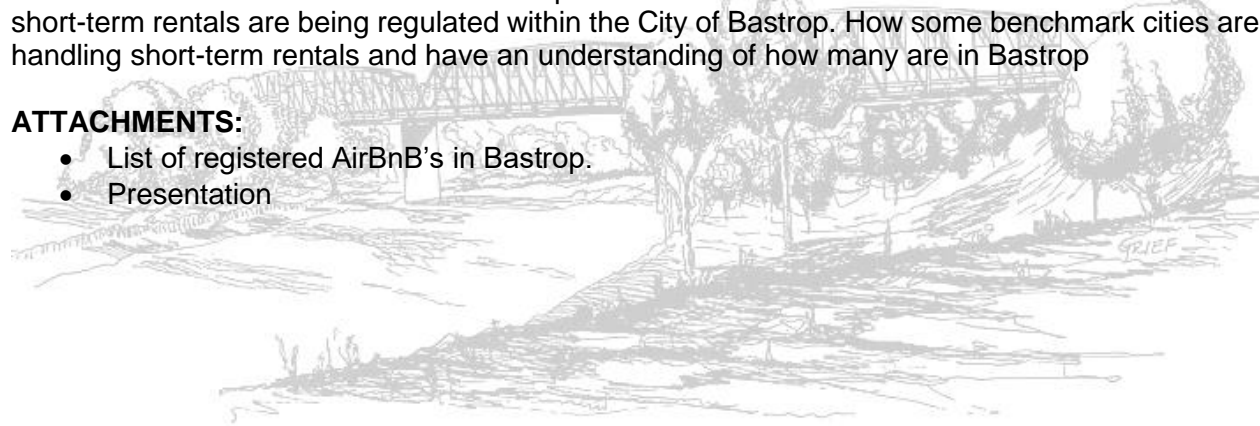 short-term rentals are being regulated within the City of Bastrop. How some benchmark cities are
handling short-term rentals and have an understanding of how many are in Bastrop
ATTACHMENTS:
• List of registered AirBnB's in Bastrop.
• Presentation
GRIEF